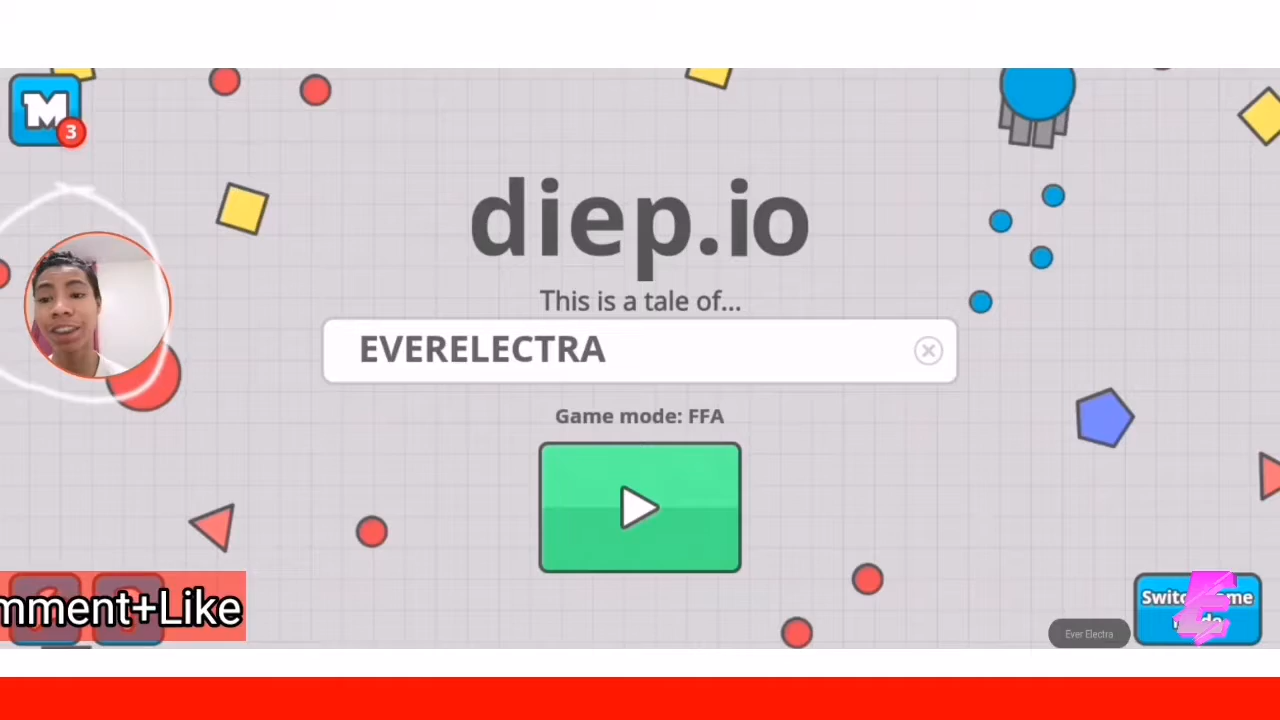 M
3
diep.io
This is a tale of...
EVERELECTRA
Game mode: FFA
mment+Like
Ever Electra
E